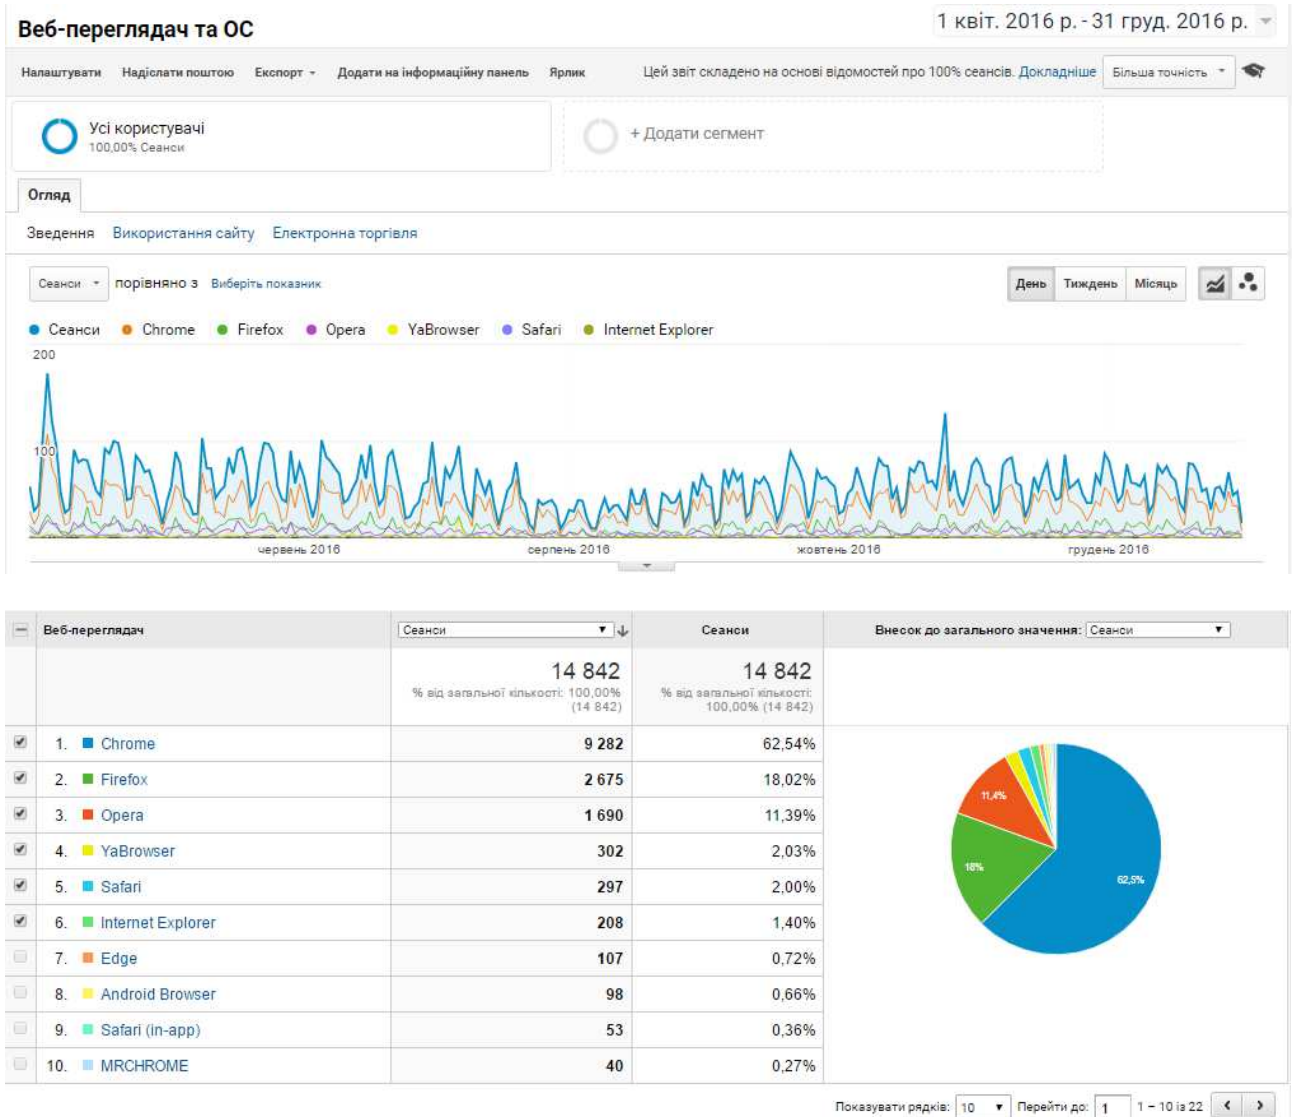 Веб-переглядач та ОС
1 квіт. 2016 р. - 31 груд. 2016 р.
Налаштувати Надіслати поштою Експорт Додати на інформаційну панель Ярлик
Цей звіт складено на основі відомостей про 100% сеансів. Докладніше Більша точність
Усі користувачі
100,00% Сеанси
+ Додати сегмент
Огляд
Зведення Використання сайту Електронна торгівля
Сеанси порівняно з Виберіть показник
День Тиждень Місяць
Сеанси Chrome Firefox Opera YaBrowser Safari Internet Explorer
200
100
червень 2016 серпень 2016 жовтень 2016 грудень 2016
Веб-переглядач Сеанси Сеанси Внесок до загального значення: Сеанси
14 842 14 842
% від загальної кількості: 100,00% (14 842)
% від загальної кількості: 100,00% (14 842)
1. Chrome 9 282 62,54%
2. Firefox 2 675 18,02%
3. Opera 1 690 11,39%
4. YaBrowser 302 2,03%
5. Safari 297 2,00%
6. Internet Explorer 208 1,40%
7. Edge 107 0,72%
8. Android Browser 98 0,66%
9. Safari (in-app) 53 0,36%
10. MRCHROME 40 0,27%
11,4%
18%
62,5%
Показувати рядків: 10 Перейти до: 1 1 – 10 із 22